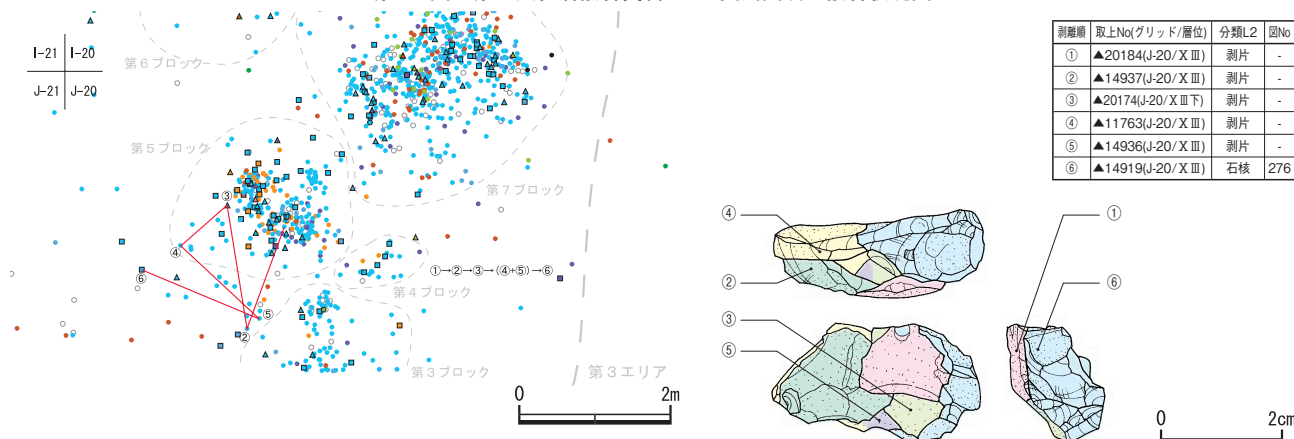 I-21 I-20
J-21 J-20
第6ブロック
第5ブロック
第7ブロック
③
④
⑥
⑤
②
①→②→③→(④+⑤)→⑥
第4ブロック
第3ブロック
第3エリア
0 2m
剥離順 取上No(グリッド/層位) 分類L2 図No
① ▲20184(J-20/ⅩⅢ) 剥片 -
② ▲14937(J-20/ⅩⅢ) 剥片 -
③ ▲20174(J-20/ⅩⅢ下) 剥片 -
④ ▲11763(J-20/ⅩⅢ) 剥片 -
⑤ ▲14936(J-20/ⅩⅢ) 剥片 -
⑥ ▲14919(J-20/ⅩⅢ) 石核 276
④
①
②
⑥
③
⑤
0 2cm